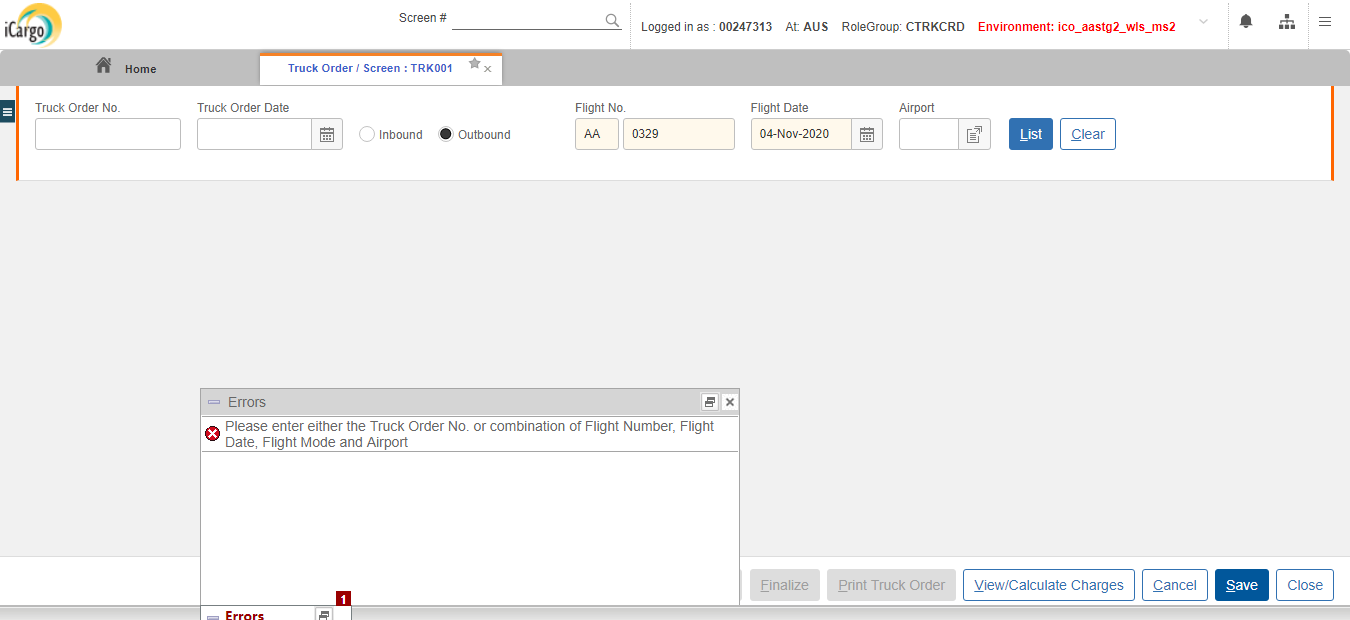 iCargo
Screen #
Logged in as : 00247313 At: AUS RoleGroup: CTRKCRD Environment: ico_aastg2_wls_ms2
Home
Truck Order / Screen : TRK001
Truck Order No.
Truck Order Date
Flight No.
Flight Date
Airport
Inbound
Outbound
AA
0329
04-Nov-2020
List
Clear
Errors
Please enter either the Truck Order No. or combination of Flight Number, Flight
Date, Flight Mode and Airport
Finalize
Print Truck Order
View/Calculate Charges
Cancel
Save
Close
1
Errors